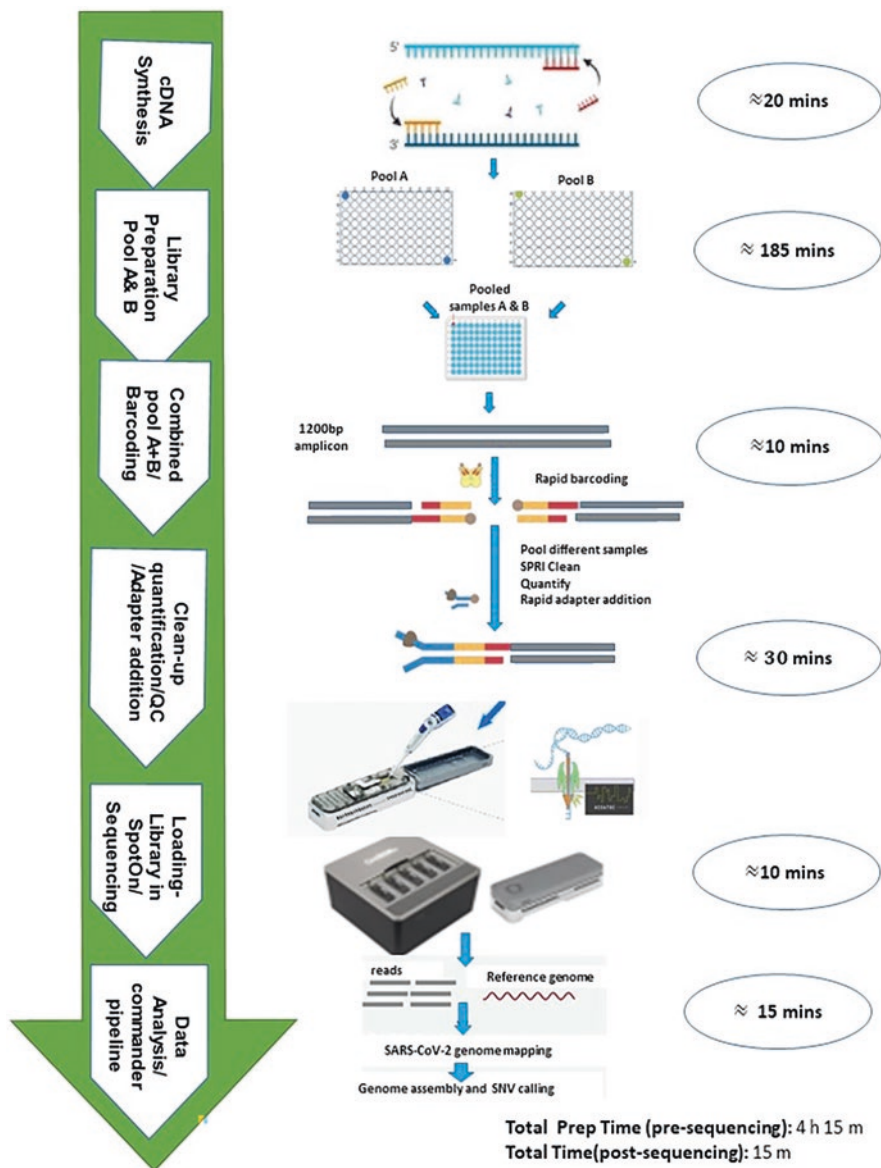 cDNA
Synthesis
5'
3'
≈20 mins
Library
Preparation
Pool A& B
Pool A
Pool B
≈ 185 mins
Pooled
samples A & B
Combined
pool A+B/
Barcoding
1200bp
amplicon
≈10 mins
Rapid barcoding
Clean-up
quantification/QC
/Adapter addition
Pool different samples
SPRI Clean
Quantify
Rapid adapter addition
≈ 30 mins
Loading-
Library in
SpotOn/
Sequencing
≈10 mins
Data
Analysis/
commander
pipeline
reads
Reference genome
≈ 15 mins
SARS-CoV-2 genome mapping
Genome assembly and SNV calling
Total Prep Time (pre-sequencing): 4 h 15 m
Total Time(post-sequencing): 15 m